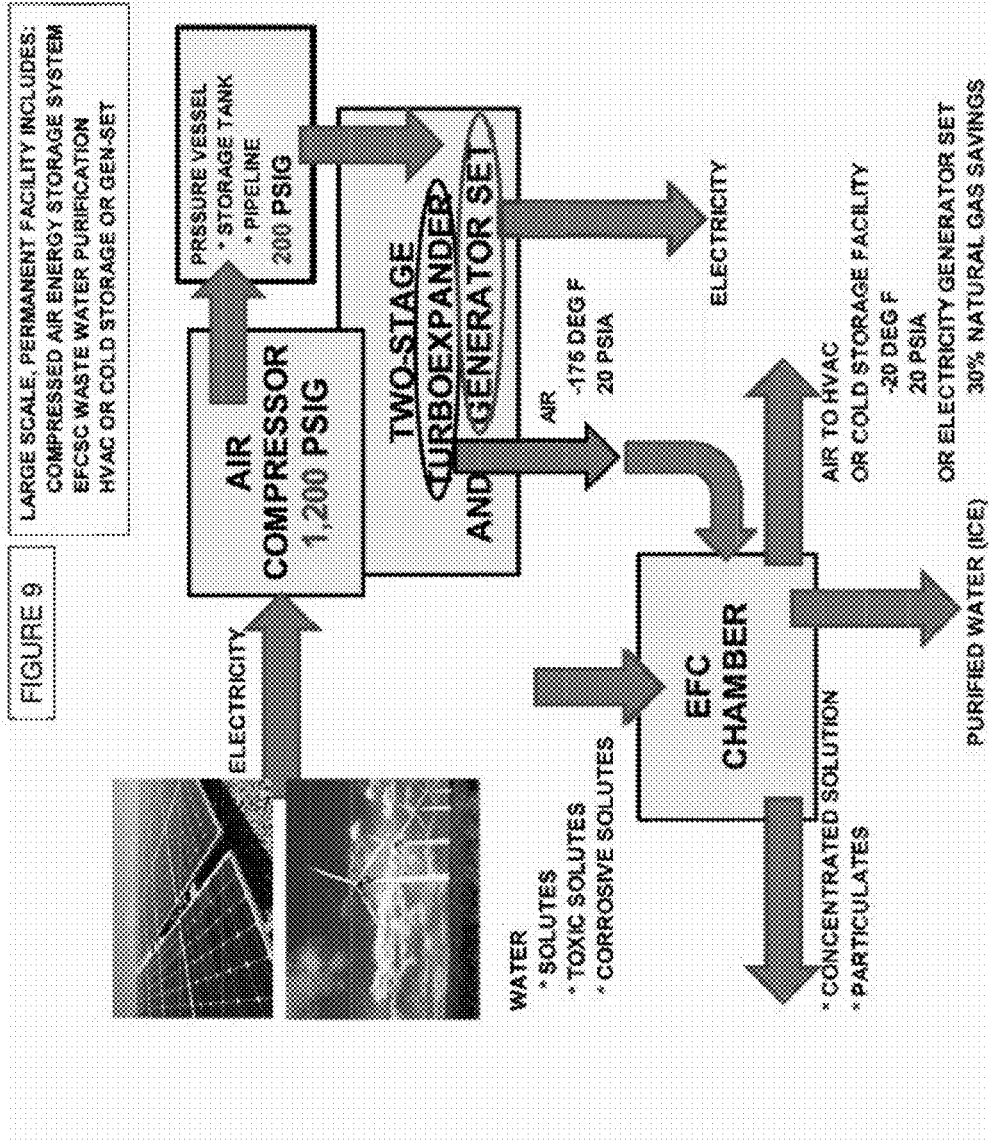 FIGURE 9
LARGE SCALE, PERMANENT FACILITY INCLUDES:
COMPRESSED AIR ENERGY STORAGE SYSTEM
EFCSC WASTE WATER PURIFICATION
HVAC OR COLD STORAGE OR GEN-SET
ELECTRICITY
AIR
COMPRESSOR
1,200 PSIG
PRSSURE VESSEL
* STORAGE TANK
* PIPELINE
200 PSIG
TWO-STAGE
TURBOEXPANDER
AND GENERATOR SET
AIR
-175 DEG F
20 PSIA
ELECTRICITY
WATER
* SOLUTES
* TOXIC SOLUTES
* CORROSIVE SOLUTES
EFC
CHAMBER
AIR TO HVAC
OR COLD STORAGE FACILITY
-20 DEG F
20 PSIA
OR ELECTRICITY GENERATOR SET
30% NATURAL GAS SAVINGS
* CONCENTRATED SOLUTION
* PARTICULATES
PURIFIED WATER (ICE)